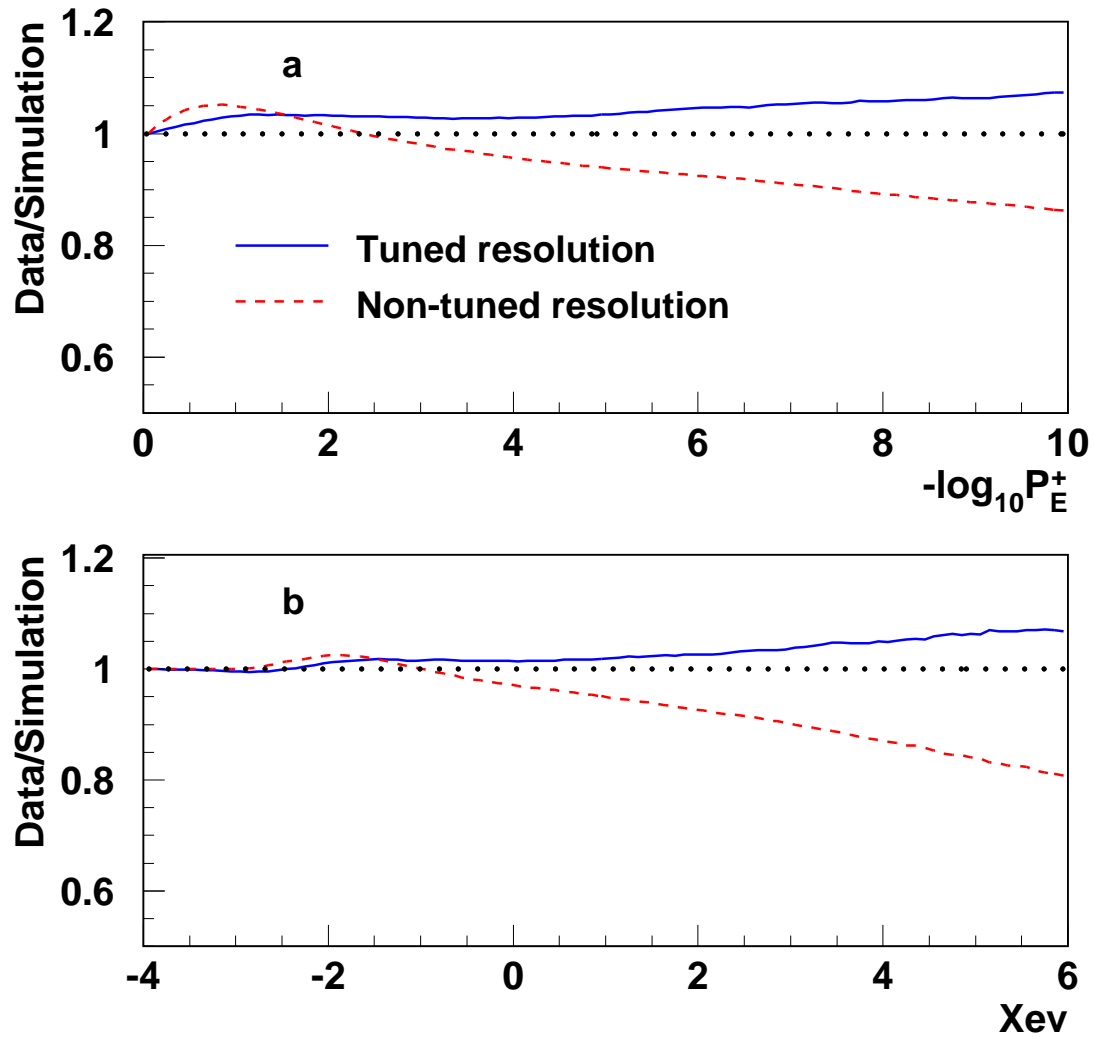 1.2
a
1
0.8
0.6
Data/Simulation
Tuned resolution
Non-tuned resolution
0 2 4 6 8 10
-log₁₀P⁺_E
1.2
b
1
0.8
0.6
Data/Simulation
-4 -2 0 2 4 6
Xev